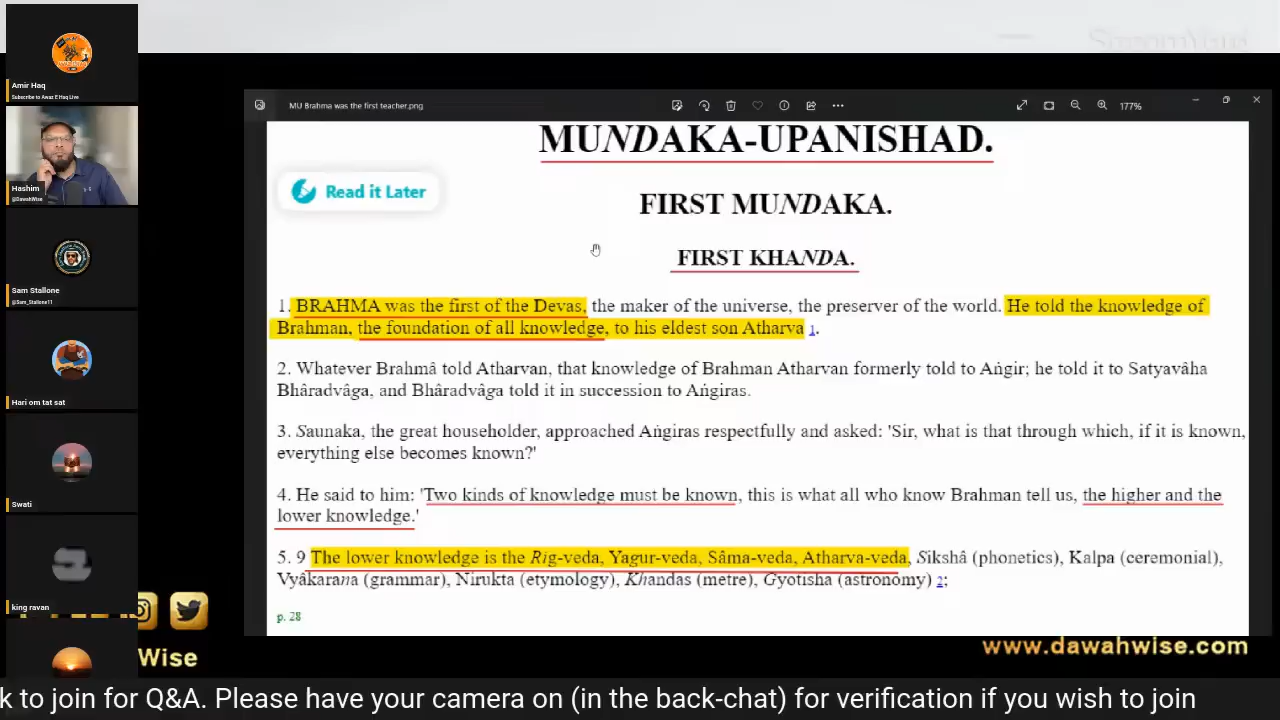 StreamYard
Amir Haq
Subscribe to Awaz E Haq Live
Hashim
@DawahWise
Sam Stallone
@Sam_Stallone11
Hari om tat sat
Swati
king ravan
MU Brahma was the first teacher.png
177%
MUNDAKA-UPANISHAD.
Read it Later
FIRST MUNDAKA.
FIRST KHANDA.
1. BRAHMA was the first of the Devas, the maker of the universe, the preserver of the world. He told the knowledge of
Brahman, the foundation of all knowledge, to his eldest son Atharva 1.
2. Whatever Brahmâ told Atharvan, that knowledge of Brahman Atharvan formerly told to Aṅgir; he told it to Satyavâha
Bhâradvâga, and Bhâradvâga told it in succession to Aṅgiras.
3. Saunaka, the great householder, approached Aṅgiras respectfully and asked: 'Sir, what is that through which, if it is known,
everything else becomes known?'
4. He said to him: 'Two kinds of knowledge must be known, this is what all who know Brahman tell us, the higher and the
lower knowledge.'
5. 9 The lower knowledge is the Rig-veda, Yagur-veda, Sâma-veda, Atharva-veda, Sikshâ (phonetics), Kalpa (ceremonial),
Vyâkarana (grammar), Nirukta (etymology), Khandas (metre), Gyotisha (astronomy) 2;
p. 28
Wise
www.dawahwise.com
k to join for Q&A. Please have your camera on (in the back-chat) for verification if you wish to join